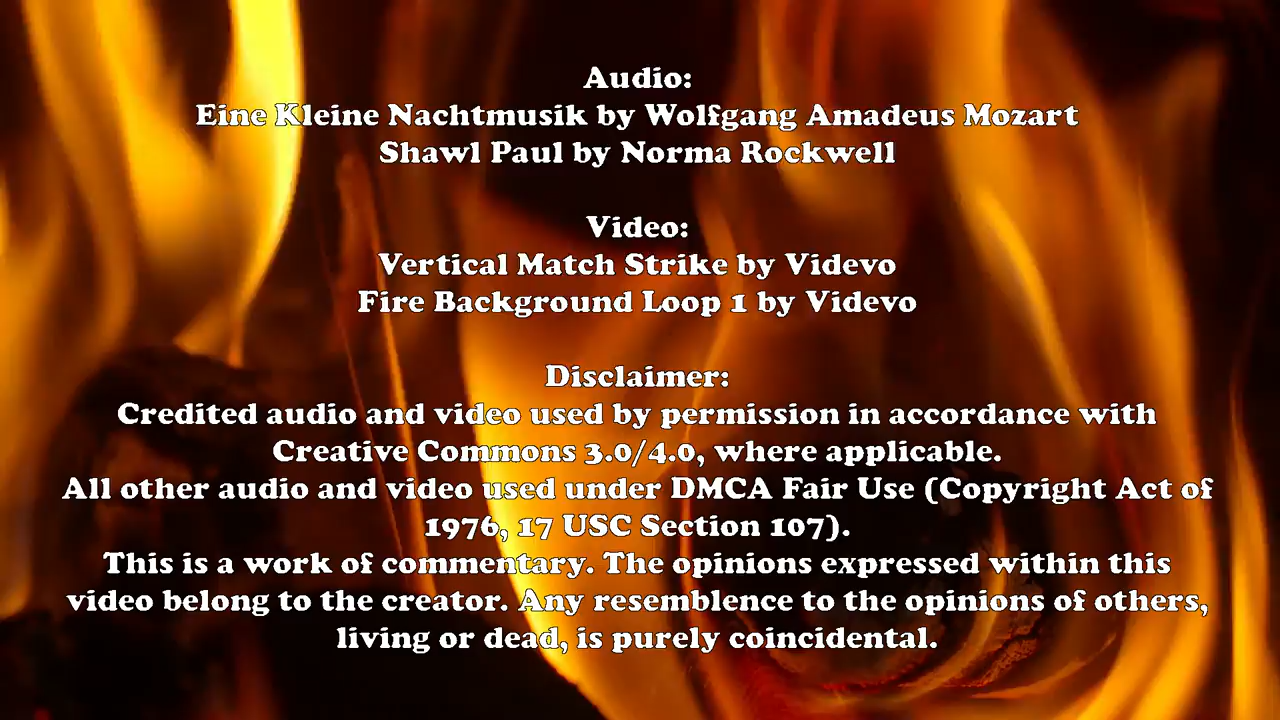 Audio:
Eine Kleine Nachtmusik by Wolfgang Amadeus Mozart
Shawl Paul by Norma Rockwell
Video:
Vertical Match Strike by Videvo
Fire Background Loop 1 by Videvo
Disclaimer:
Credited audio and video used by permission in accordance with
Creative Commons 3.0/4.0, where applicable.
All other audio and video used under DMCA Fair Use (Copyright Act of
1976, 17 USC Section 107).
This is a work of commentary. The opinions expressed within this
video belong to the creator. Any resemblence to the opinions of others,
living or dead, is purely coincidental.